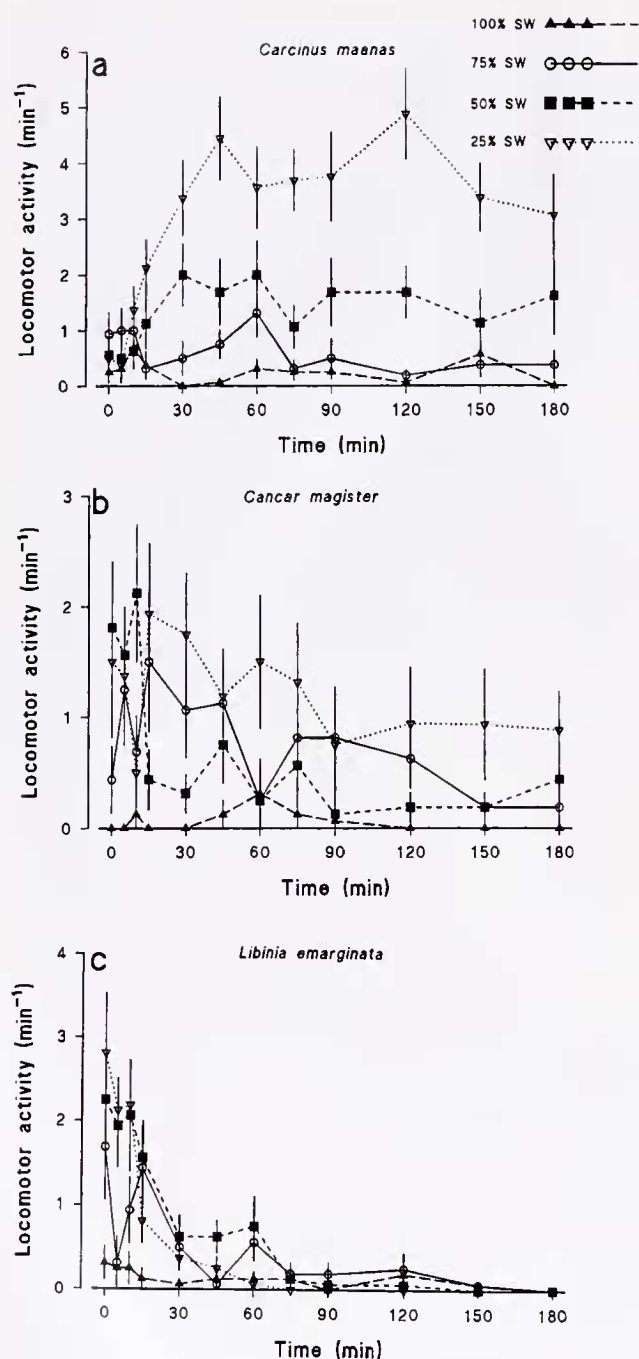 100% SW
75% SW
50% SW
25% SW
a
Carcinus maenas
6
5
4
3
2
1
0
Locomotor activity (min⁻¹)
0 30 60 90 120 150 180
Time (min)
b
Cancar magister
3
2
1
0
Locomotor activity (min⁻¹)
0 30 60 90 120 150 180
Time (min)
c
Libinia emarginata
4
3
2
1
0
Locomotor activity (min⁻¹)
0 30 60 90 120 150 180
Time (min)